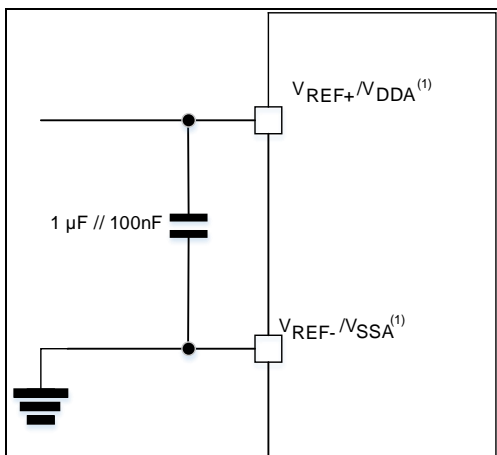 VREF+/VDDA(1)
1 µF // 100nF
VREF-/VSSA(1)